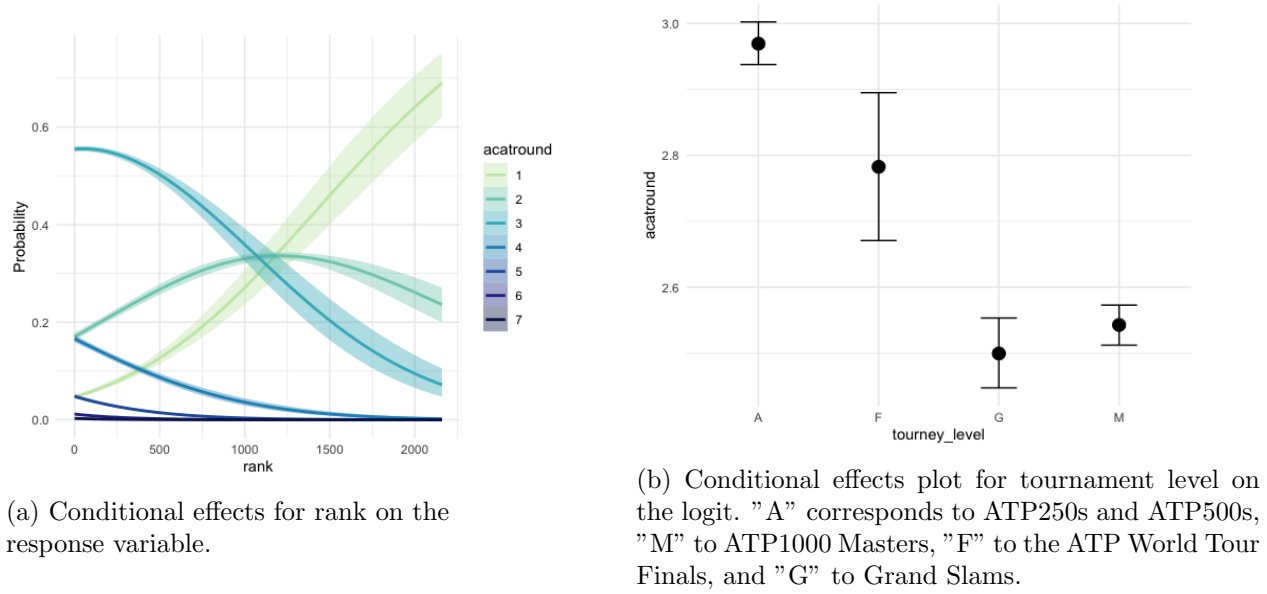 Probability
0.6
0.4
0.2
0.0
0 500 1000 1500 2000
rank
acatround
1
2
3
4
5
6
7
(a) Conditional effects for rank on the
response variable.
acatround
3.0
2.8
2.6
A F G M
tourney_level
(b) Conditional effects plot for tournament level on
the logit. ”A” corresponds to ATP250s and ATP500s,
”M” to ATP1000 Masters, ”F” to the ATP World Tour
Finals, and ”G” to Grand Slams.